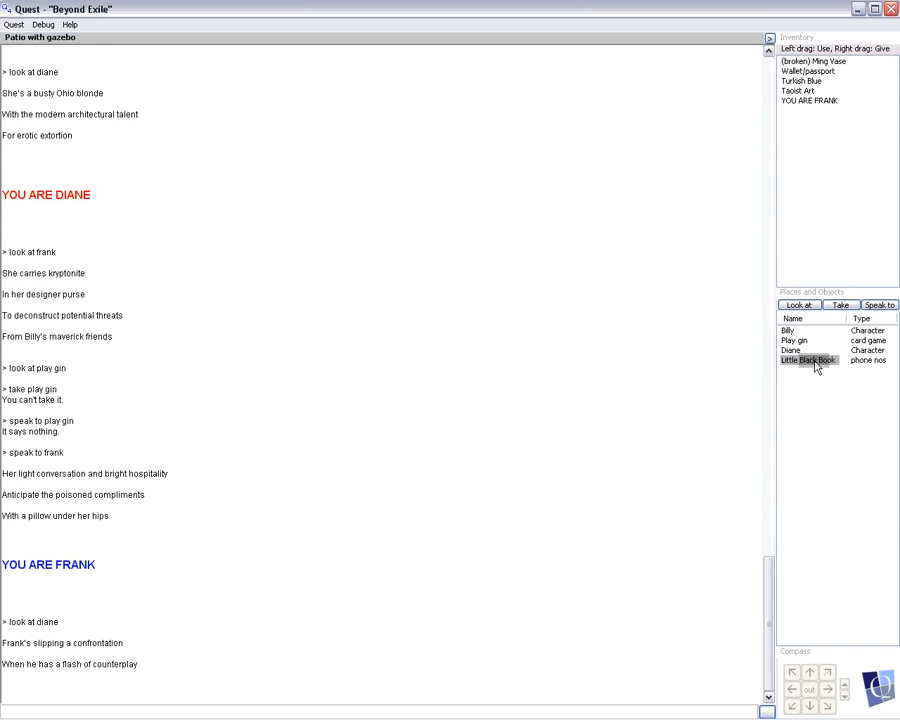 Quest - "Beyond Exile"
Quest Debug Help
Patio with gazebo
> look at diane
She's a busty Ohio blonde
With the modern architectural talent
For erotic extortion
YOU ARE DIANE
> look at frank
She carries kryptonite
In her designer purse
To deconstruct potential threats
From Billy's maverick friends
> look at play gin
> take play gin
You can't take it.
> speak to play gin
It says nothing.
> speak to frank
Her light conversation and bright hospitality
Anticipate the poisoned compliments
With a pillow under her hips
YOU ARE FRANK
> look at diane
Frank's slipping a confrontation
When he has a flash of counterplay
>
Inventory
Left drag: Use, Right drag: Give
(broken) Ming Vase
Wallet/passport
Turkish Blue
Taoist Art
YOU ARE FRANK
Places and Objects
Look at Take Speak to
Name Type
Billy Character
Play gin card game
Diane Character
Little Black Book phone nos
Compass
out